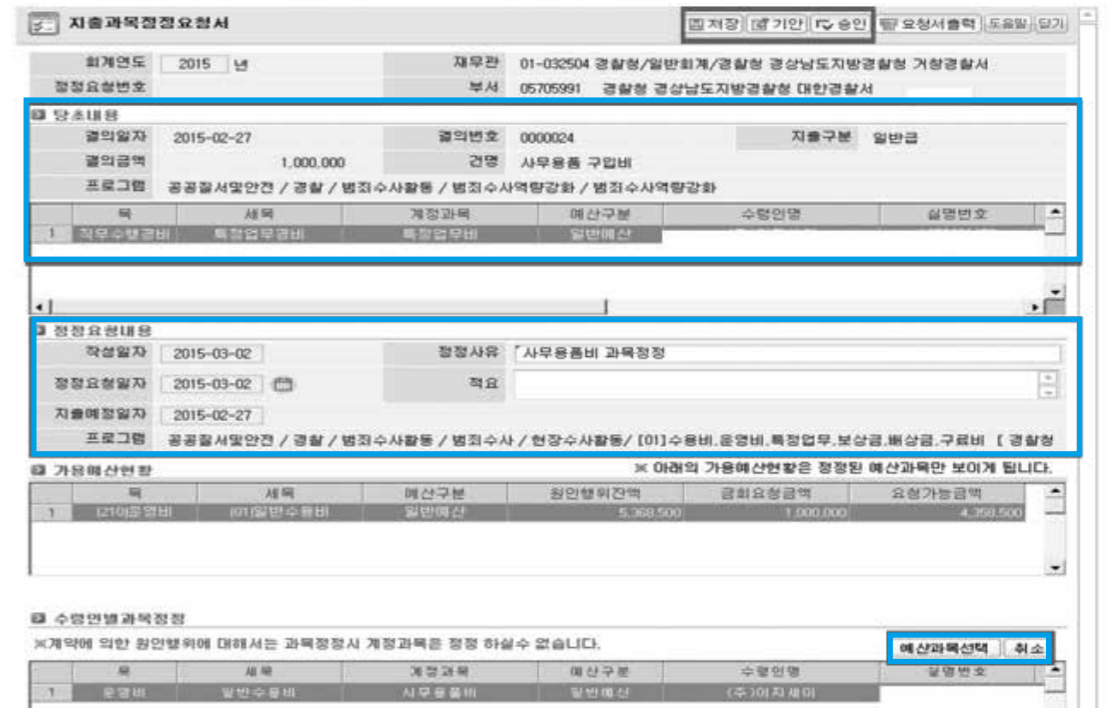 지출과목정정요청서 저장 기안 승인 요청서출력 도움말 닫기
회계연도 2015 년 재무관 01-032504 경찰청/일반회계/경찰청 경상남도지방경찰청 거창경찰서
정정요청번호 부서 05705991 경찰청 경상남도지방경찰청 대한경찰서
당초내용
결의일자 2015-02-27 결의번호 0000024 지출구분 일반급
결의금액 1,000,000 건명 사무용품 구입비
프로그램 공공질서및안전 / 경찰 / 범죄수사활동 / 범죄수사역량강화 / 범죄수사역량강화
목 세목 계정과목 예산구분 수령인명 실명번호
1 직무수행경비 특정업무경비 특정업무비 일반예산
정정요청내용
작성일자 2015-03-02 정정사유 「사무용품비 과목정정
정정요청일자 2015-03-02 적요
지출예정일자 2015-02-27
프로그램 공공질서및안전 / 경찰 / 범죄수사활동 / 범죄수사 / 현장수사활동/ [01]수용비,운영비,특정업무,보상금,배상금,구료비 [ 경찰청
가용예산현황 ※ 아래의 가용예산현황은 정정된 예산과목만 보이게 됩니다.
목 세목 예산구분 원인행위잔액 금회요청금액 요청가능금액
1 [210]운영비 [01]일반수용비 일반예산 5,368,500 1,000,000 4,358,500
수령인별과목정정
※계약에 의한 원인행위에 대해서는 과목정정시 계정과목은 정정 하실수 없습니다. 예산과목선택 취소
목 세목 계정과목 예산구분 수령인명 실명번호
1 운영비 일반수용비 사무용품비 일반예산 (주)이지세이